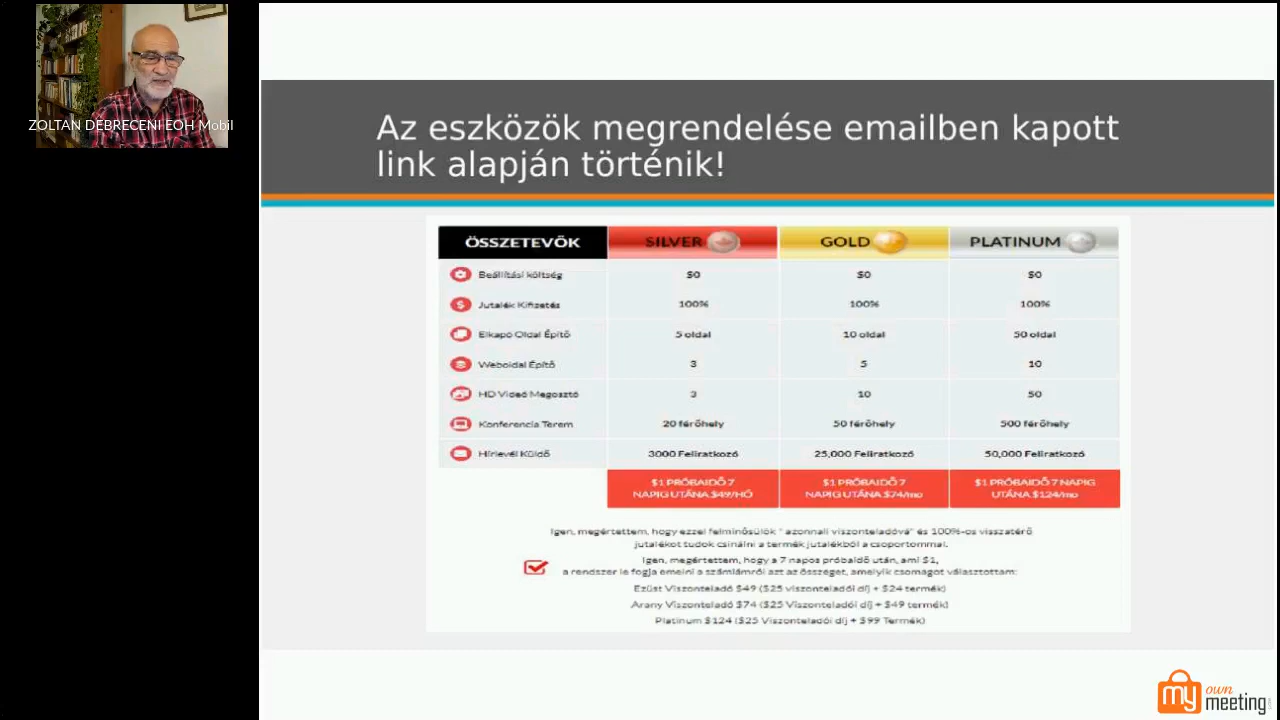 ZOLTAN DEBRECENI EOH Mobil
Az eszközök megrendelése emailben kapott
link alapján történik!
ÖSSZETEVŐK SILVER GOLD PLATINUM
Beállítási költség $0 $0 $0
Jutalék Kifizetés 100% 100% 100%
Elkapó Oldal Építő 5 oldal 10 oldal 50 oldal
Weboldal Építő 3 5 10
HD Videó Megosztó 3 10 50
Konferencia Terem 20 férőhely 50 férőhely 500 férőhely
Hírlevél Küldő 3000 Feliratkozó 25,000 Feliratkozó 50,000 Feliratkozó
$1 PRÓBAIDŐ 7 $1 PRÓBAIDŐ 7 $1 PRÓBAIDŐ 7 NAPIG
NAPIG UTÁNA $49/HÓ NAPIG UTÁNA $74/mo UTÁNA $124/mo
Igen, megértettem, hogy ezzel felminősülök " azonnali viszonteladóvá" és 100%-os visszatérő
jutalékot tudok csinálni a termék jutalékból a csoportommal.
Igen, megértettem, hogy a 7 napos próbaidő után, ami $1,
a rendszer le fogja emelni a számlámról azt az összeget, amelyik csomagot választottam:
Ezüst Viszonteladó $49 ($25 viszonteladói díj + $24 termék)
Arany Viszonteladó $74 ($25 Viszonteladói díj + $49 termék)
Platinum $124 ($25 Viszonteladói díj + $99 Termék)
my own
meeting